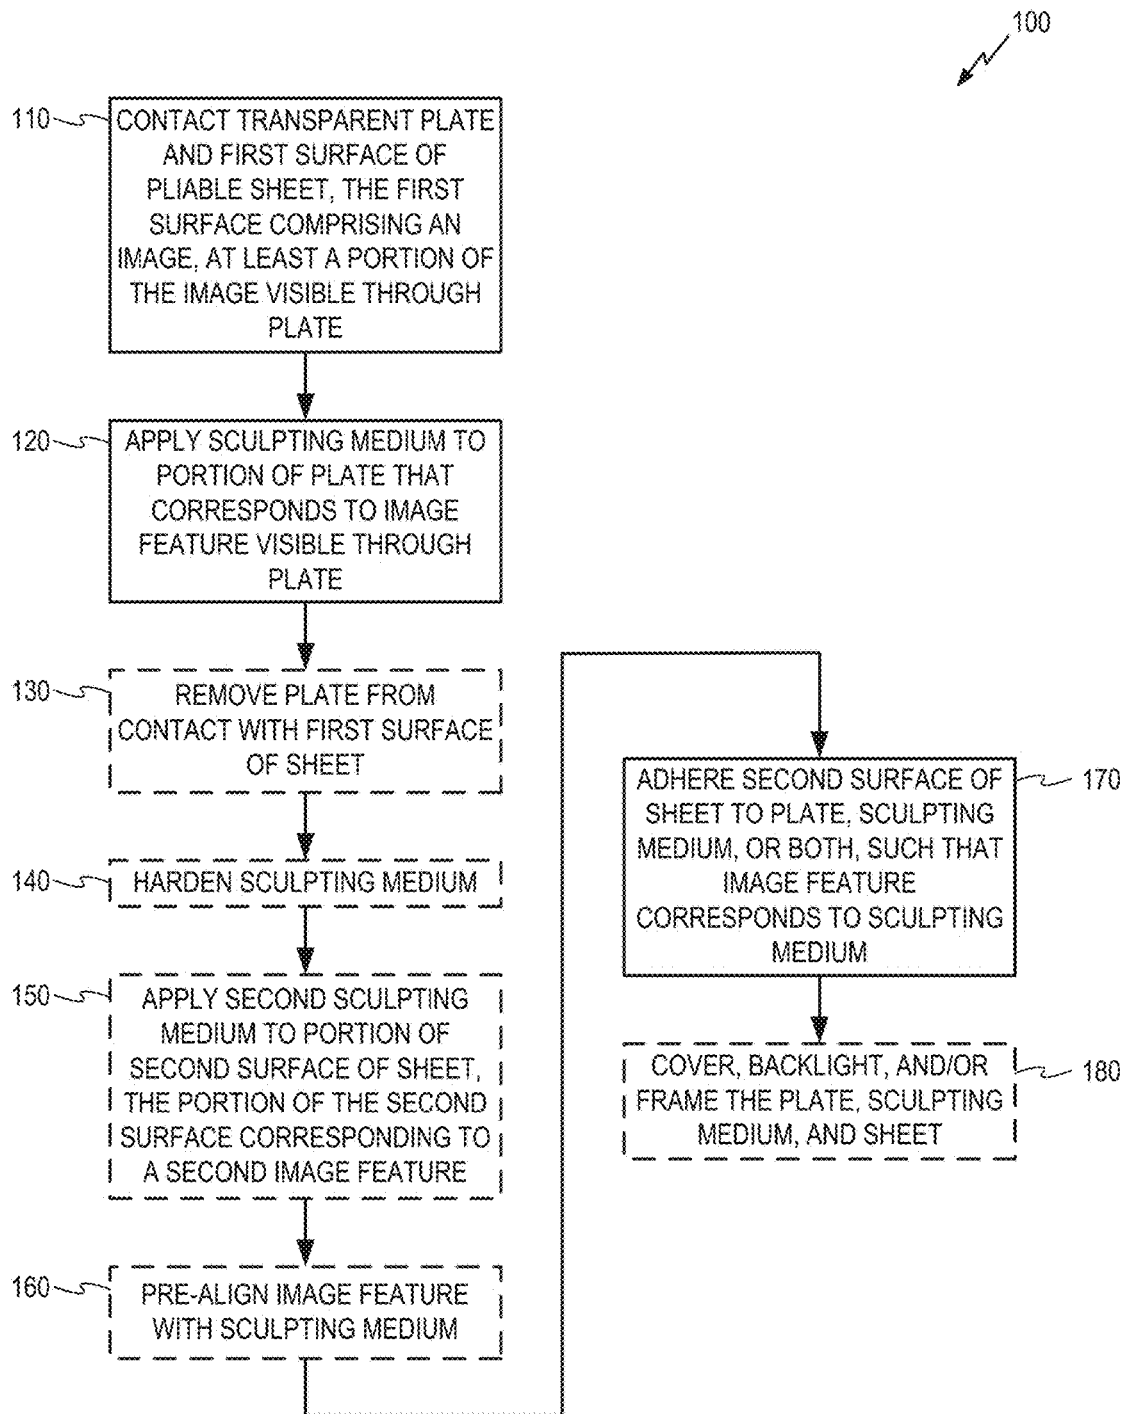 100
110
CONTACT TRANSPARENT PLATE
AND FIRST SURFACE OF
PLIABLE SHEET, THE FIRST
SURFACE COMPRISING AN
IMAGE, AT LEAST A PORTION OF
THE IMAGE VISIBLE THROUGH
PLATE
120
APPLY SCULPTING MEDIUM TO
PORTION OF PLATE THAT
CORRESPONDS TO IMAGE
FEATURE VISIBLE THROUGH
PLATE
130
REMOVE PLATE FROM
CONTACT WITH FIRST SURFACE
OF SHEET
140
HARDEN SCULPTING MEDIUM
150
APPLY SECOND SCULPTING
MEDIUM TO PORTION OF
SECOND SURFACE OF SHEET,
THE PORTION OF THE SECOND
SURFACE CORRESPONDING TO
A SECOND IMAGE FEATURE
160
PRE-ALIGN IMAGE FEATURE
WITH SCULPTING MEDIUM
170
ADHERE SECOND SURFACE OF
SHEET TO PLATE, SCULPTING
MEDIUM, OR BOTH, SUCH THAT
IMAGE FEATURE
CORRESPONDS TO SCULPTING
MEDIUM
180
COVER, BACKLIGHT, AND/OR
FRAME THE PLATE, SCULPTING
MEDIUM, AND SHEET